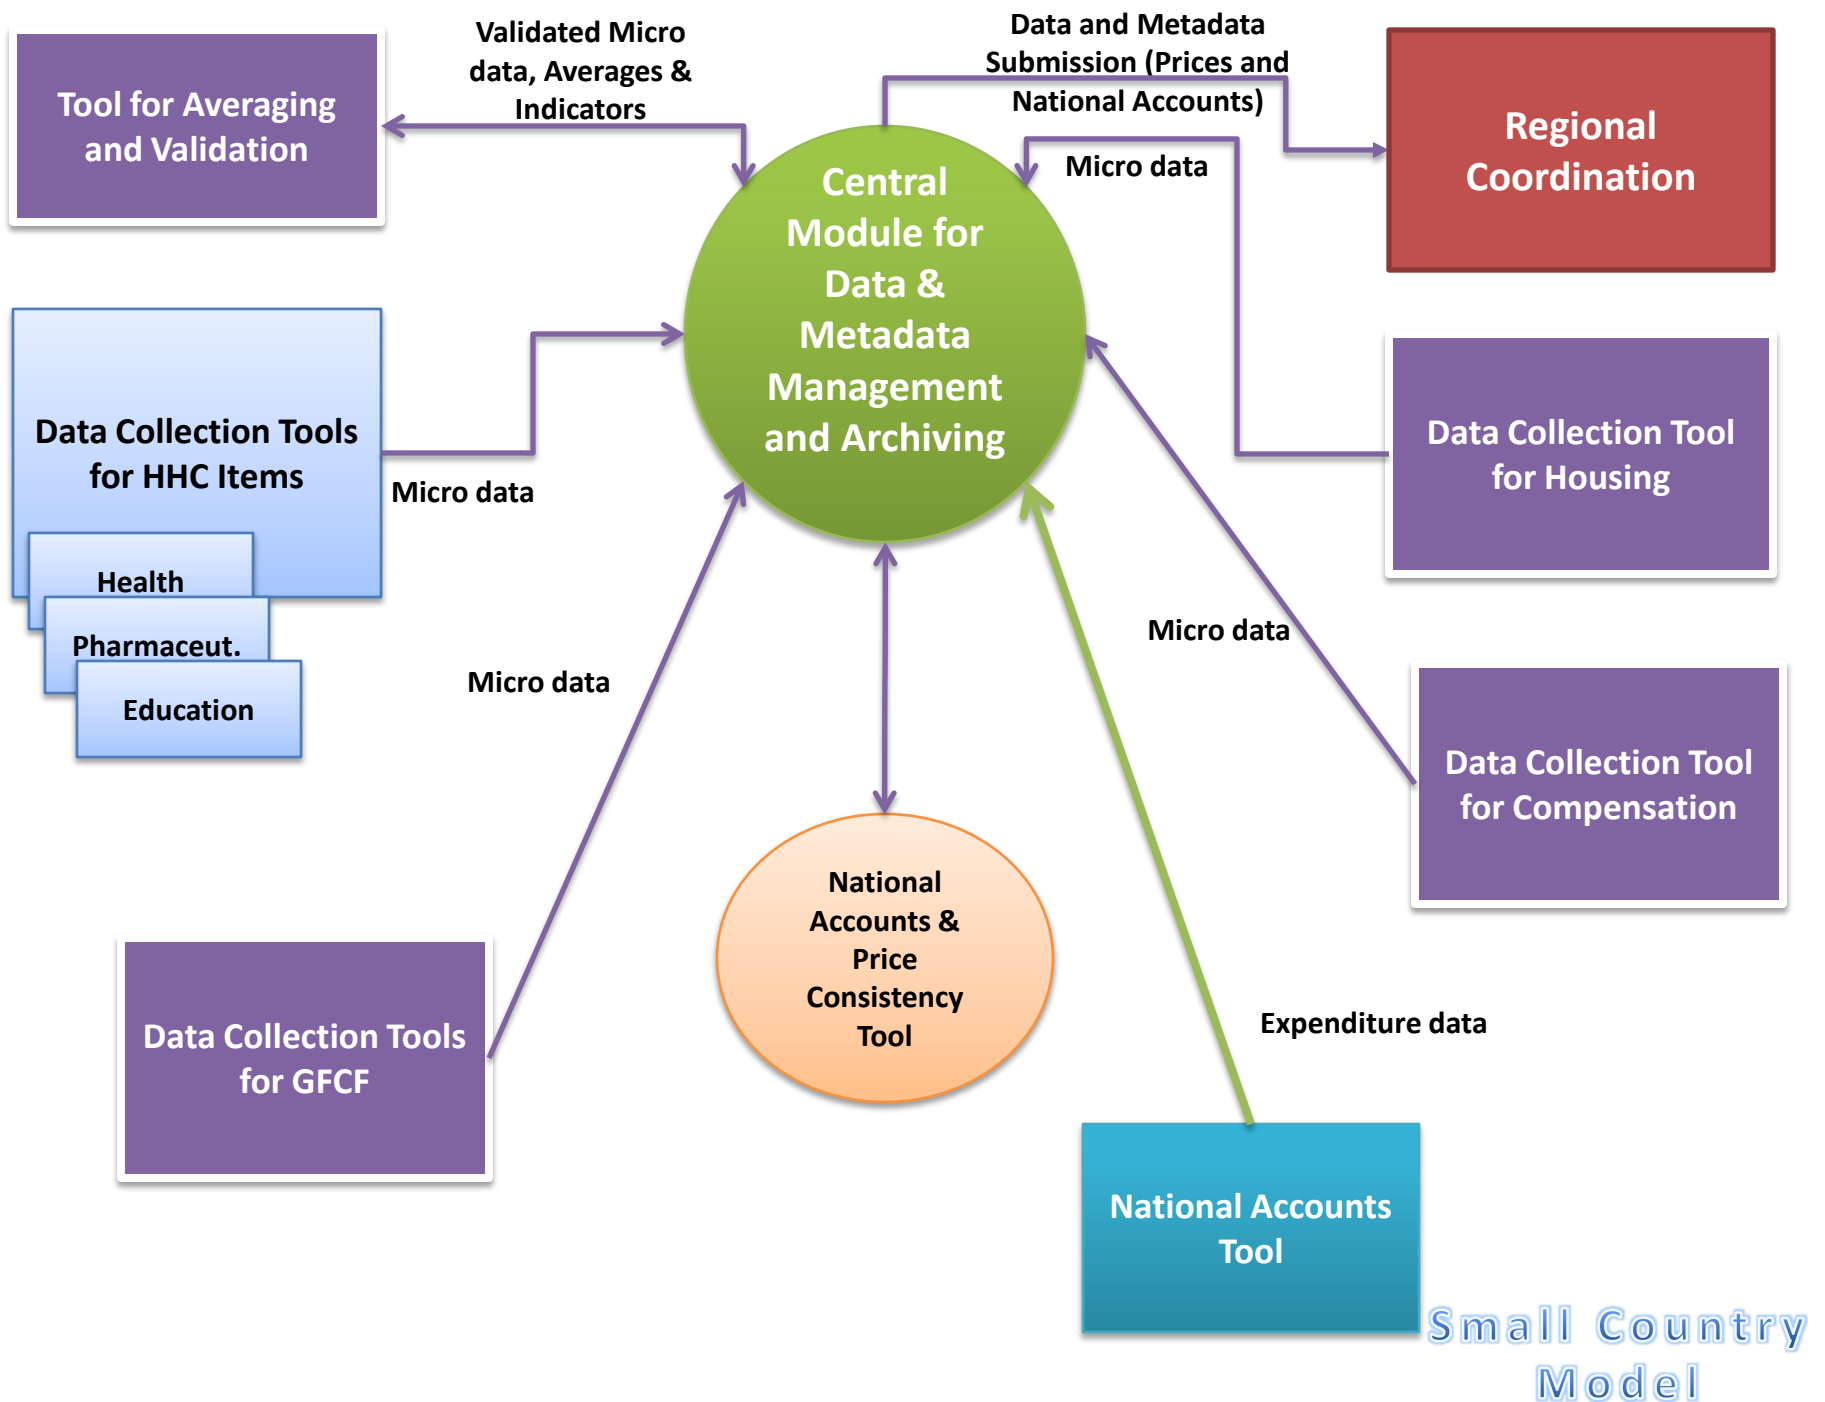 Validated Micro
data, Averages &
Indicators
Data and Metadata
Submission (Prices and
National Accounts)
Tool for Averaging
and Validation
Regional
Coordination
Micro data
Central
Module for
Data &
Metadata
Management
and Archiving
Data Collection Tools
for HHC Items
Micro data
Health
Pharmaceut.
Education
Data Collection Tool
for Housing
Micro data
Micro data
Data Collection Tool
for Compensation
National
Accounts &
Price
Consistency
Tool
Data Collection Tools
for GFCF
Expenditure data
National Accounts
Tool
Small Country
Model